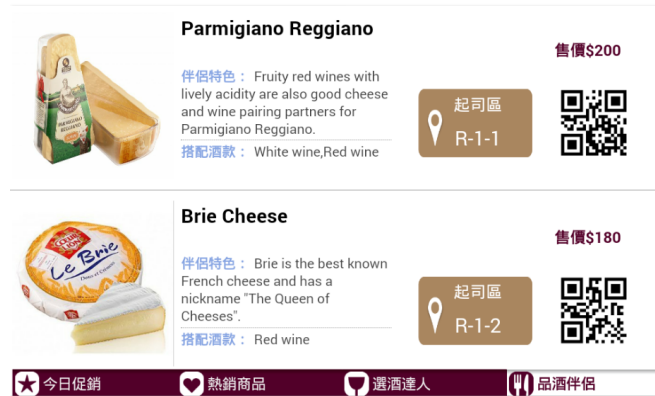 Parmigiano Reggiano
售價$200
伴侶特色： Fruity red wines with
lively acidity are also good cheese
and wine pairing partners for
Parmigiano Reggiano.
搭配酒款： White wine,Red wine
起司區
R-1-1
PARMIGIANO
REGGIANO
Brie Cheese
售價$180
伴侶特色： Brie is the best known
French cheese and has a
nickname "The Queen of
Cheeses".
搭配酒款： Red wine
起司區
R-1-2
Le Brie
今日促銷
熱銷商品
選酒達人
品酒伴侶